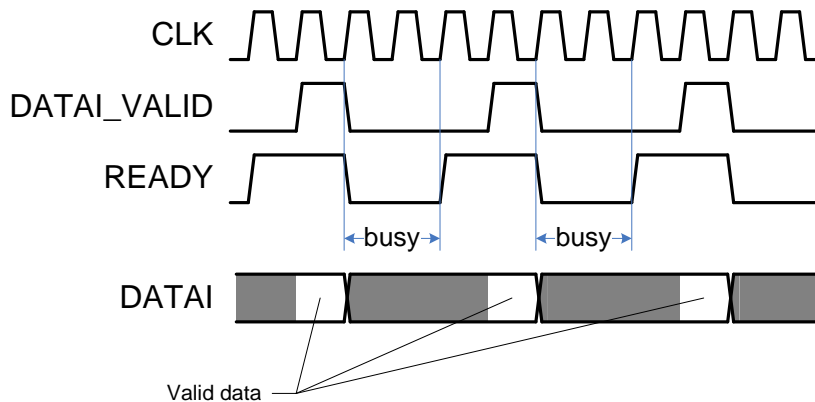 CLK
DATAI_VALID
READY
busy busy
DATAI
Valid data